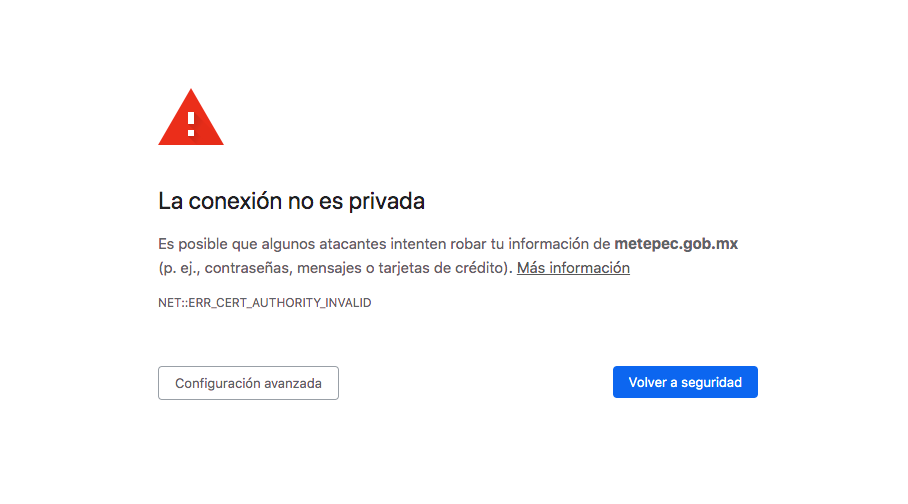 La conexión no es privada
Es posible que algunos atacantes intenten robar tu información de metepec.gob.mx
(p. ej., contraseñas, mensajes o tarjetas de crédito). Más información
NET::ERR_CERT_AUTHORITY_INVALID
Configuración avanzada
Volver a seguridad